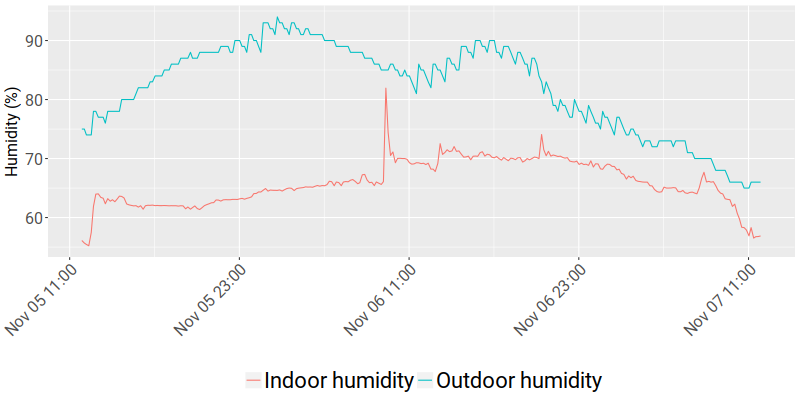 Humidity (%)
90
80
70
60
Nov 05 11:00
Nov 05 23:00
Nov 06 11:00
Nov 06 23:00
Nov 07 11:00
Indoor humidity
Outdoor humidity